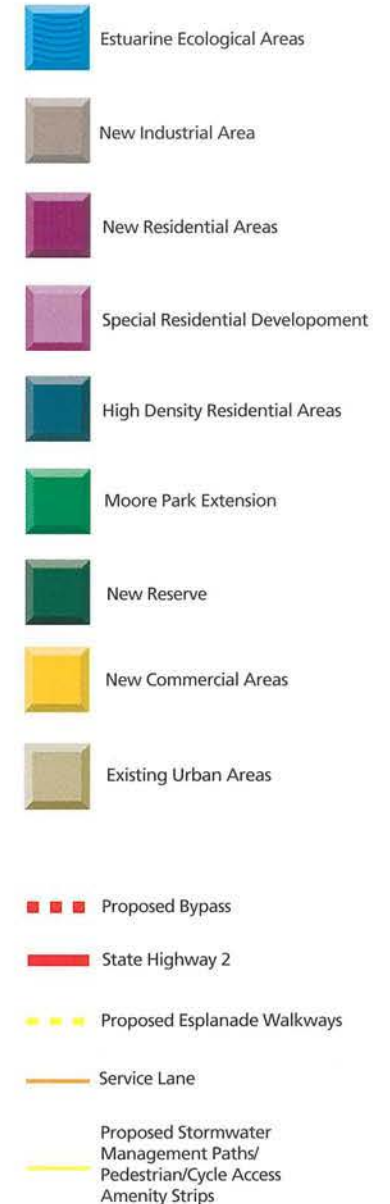 Estuarine Ecological Areas
New Industrial Area
New Residential Areas
Special Residential Developoment
High Density Residential Areas
Moore Park Extension
New Reserve
New Commercial Areas
Existing Urban Areas
Proposed Bypass
State Highway 2
Proposed Esplanade Walkways
Service Lane
Proposed Stormwater
Management Paths/
Pedestrian/Cycle Access
Amenity Strips